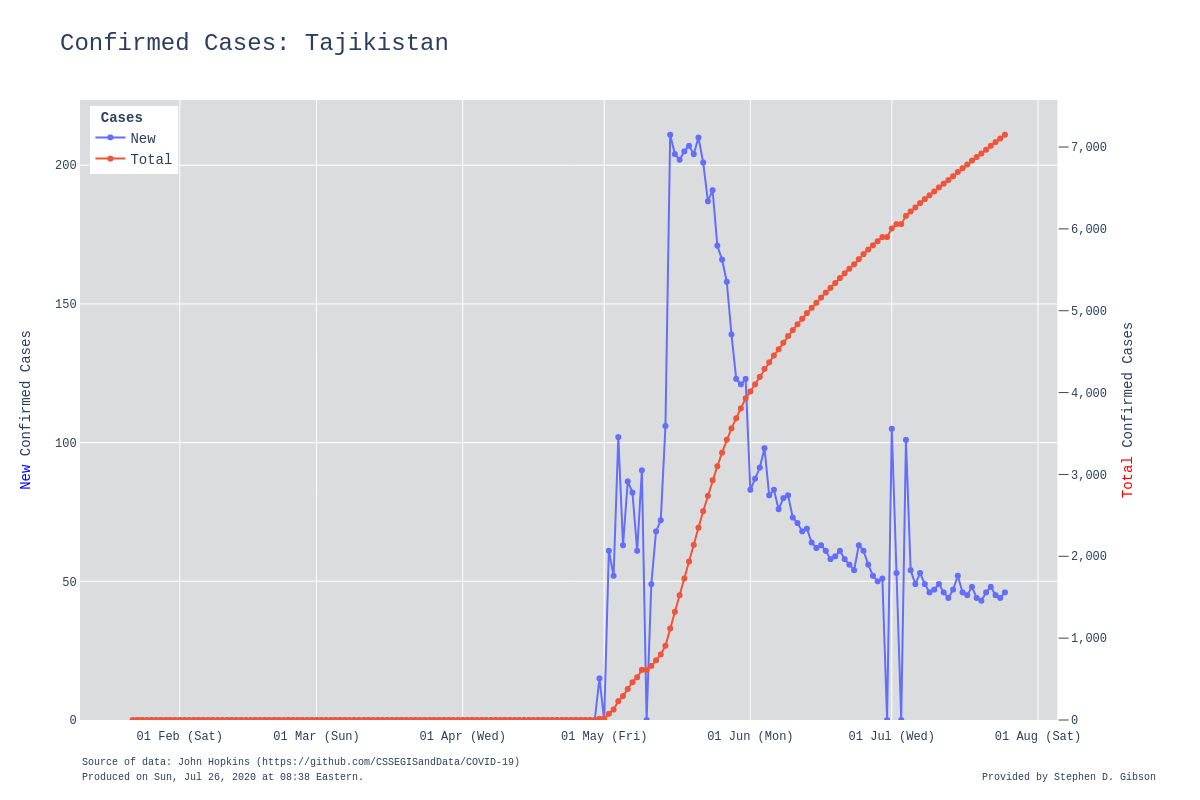 Confirmed Cases: Tajikistan
Cases
New
Total
200
150
100
50
0
7,000
6,000
5,000
4,000
3,000
2,000
1,000
0
New Confirmed Cases
Total Confirmed Cases
01 Feb (Sat) 01 Mar (Sun) 01 Apr (Wed) 01 May (Fri) 01 Jun (Mon) 01 Jul (Wed) 01 Aug (Sat)
Source of data: John Hopkins (https://github.com/CSSEGISandData/COVID-19)
Produced on Sun, Jul 26, 2020 at 08:38 Eastern.
Provided by Stephen D. Gibson